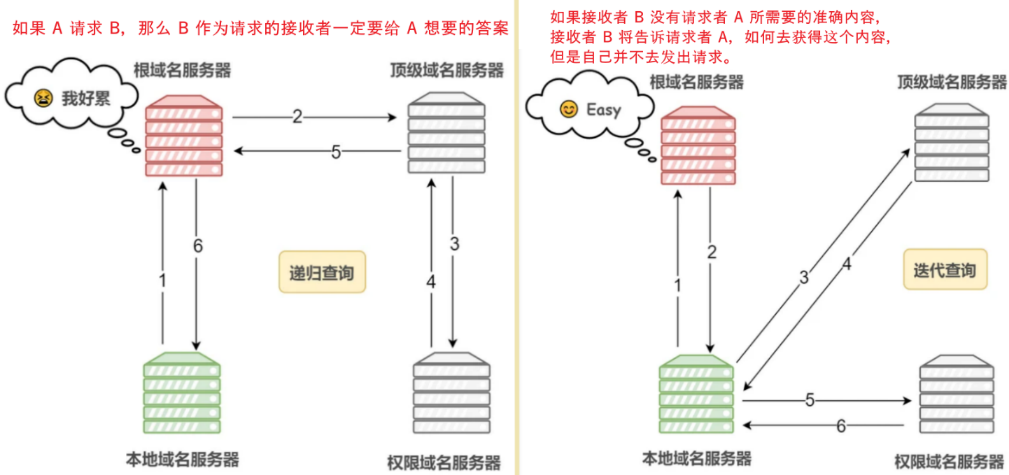 如果 A 请求 B，那么 B 作为请求的接收者一定要给 A 想要的答案
根域名服务器
顶级域名服务器
我好累
2
5
1
6
递归查询
4
3
本地域名服务器
权限域名服务器
如果接收者 B 没有请求者 A 所需要的准确内容，
接收者 B 将告诉请求者 A，如何去获得这个内容，
但是自己并不去发出请求。
根域名服务器
顶级域名服务器
Easy
1
2
3
4
迭代查询
5
6
本地域名服务器
权限域名服务器